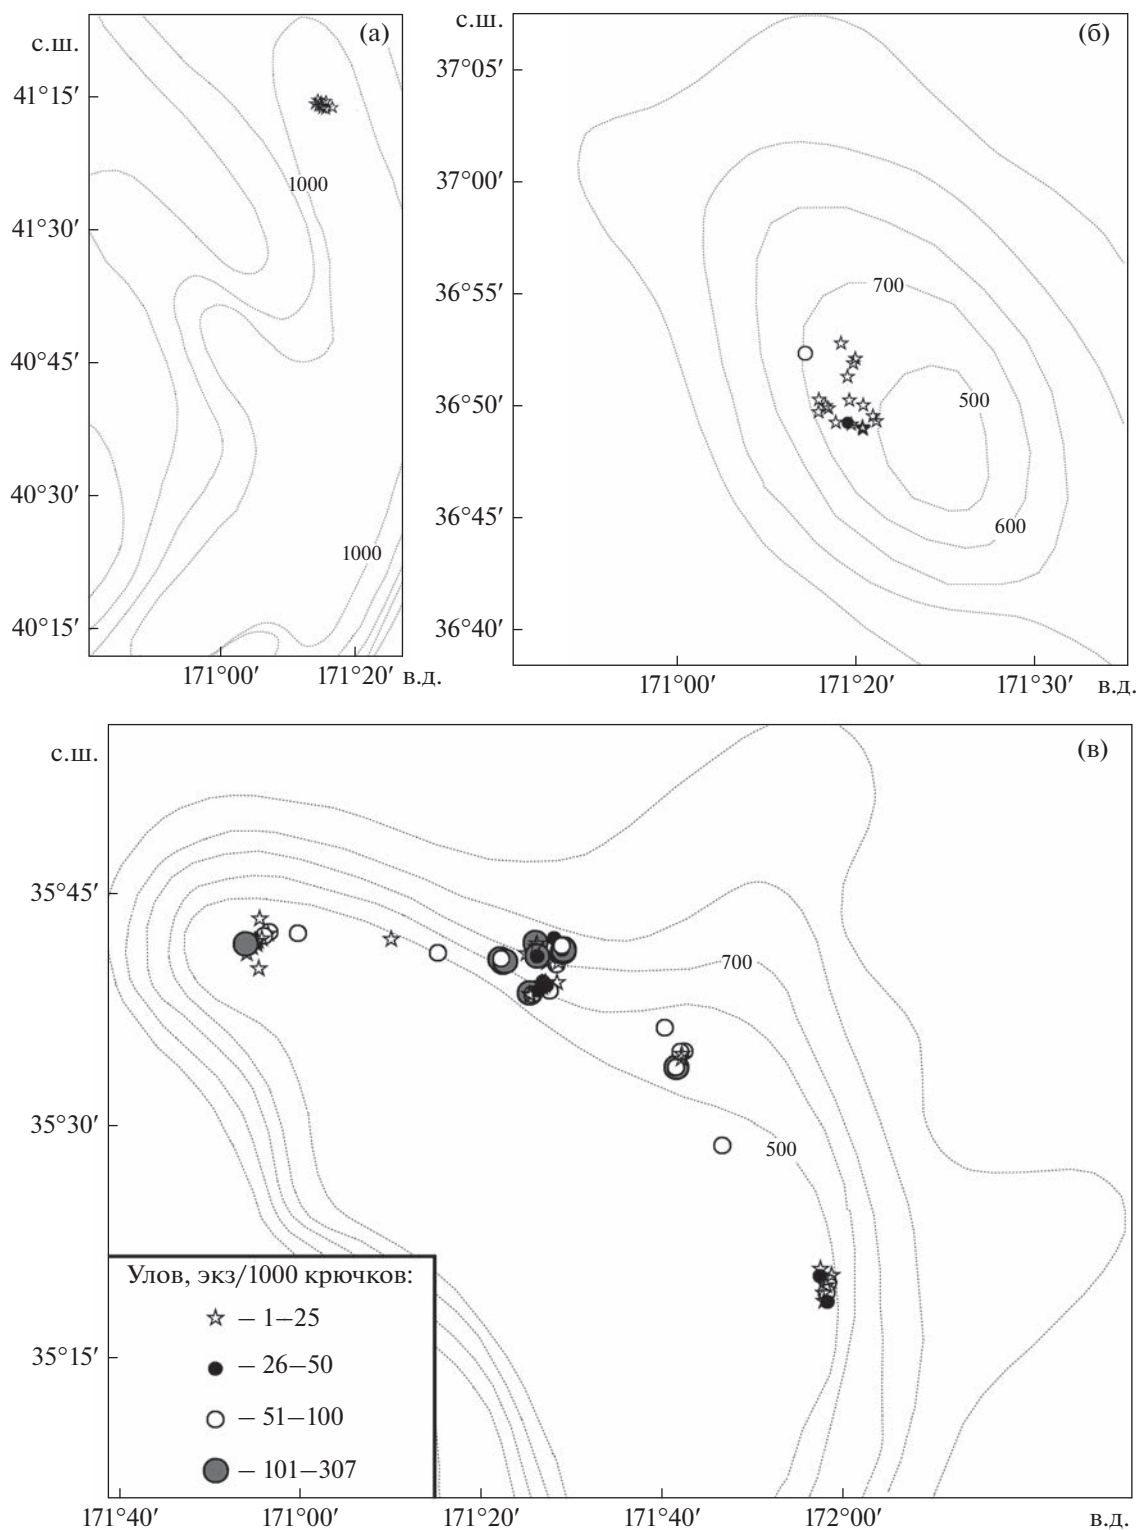 (а)
с.ш.
41°15′
1000
41°30′
40°45′
40°30′
1000
40°15′
171°00′ 171°20′ в.д.
с.ш.
(б)
37°05′
37°00′
36°55′
700
36°50′
500
36°45′
600
36°40′
171°00′ 171°20′ 171°30′ в.д.
(в)
с.ш.
35°45′
700
35°30′
500
35°15′
Улов, экз/1000 крючков:
– 1–25
– 26–50
– 51–100
– 101–307
171°40′ 171°00′ 171°20′ 171°40′ 172°00′ в.д.